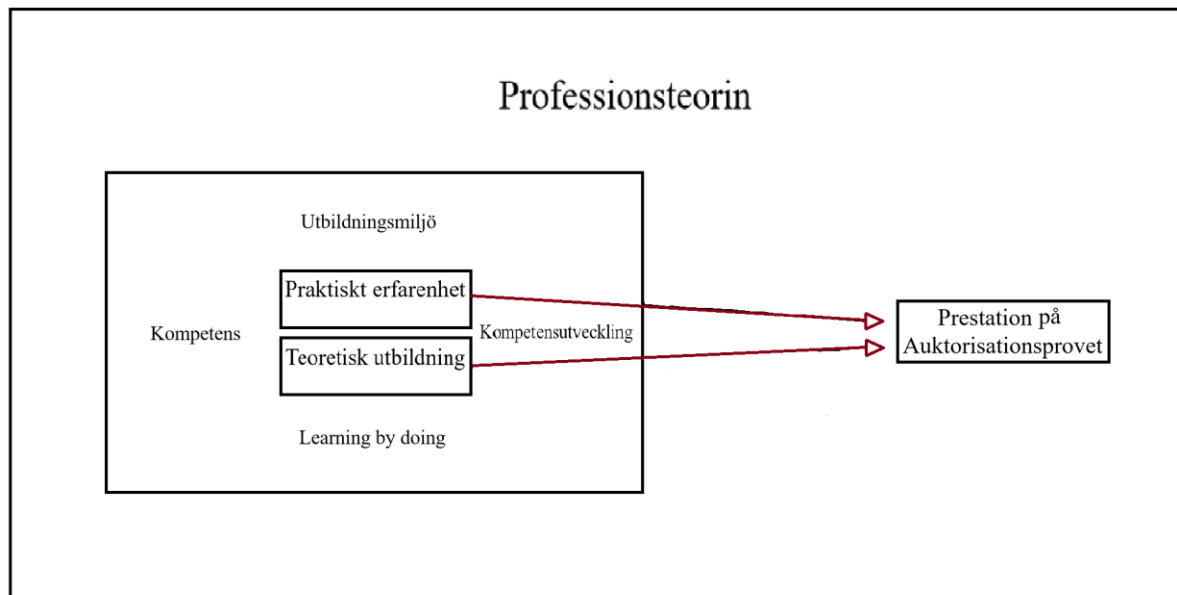 Professionsteorin
Utbildningsmiljö
Praktiskt erfarenhet
Kompetens
Kompetensutveckling
Teoretisk utbildning
Learning by doing
Prestation på
Auktorisationsprovet